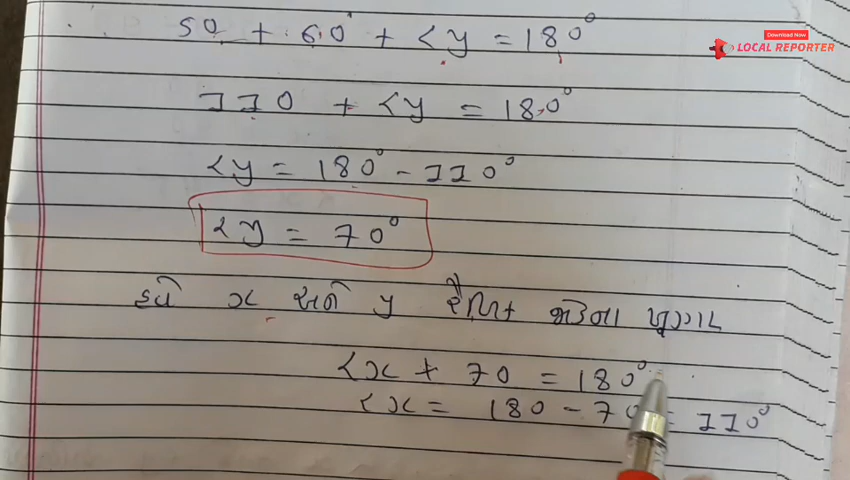 Download Now
LOCAL REPORTER
50 + 60° + <y = 180°
110 + <y = 180°
<y = 180° - 110°
<y = 70°
હવે x અને y રૈખિક જોડના
<x + 70 = 180°
<x = 180 - 70 = 110°